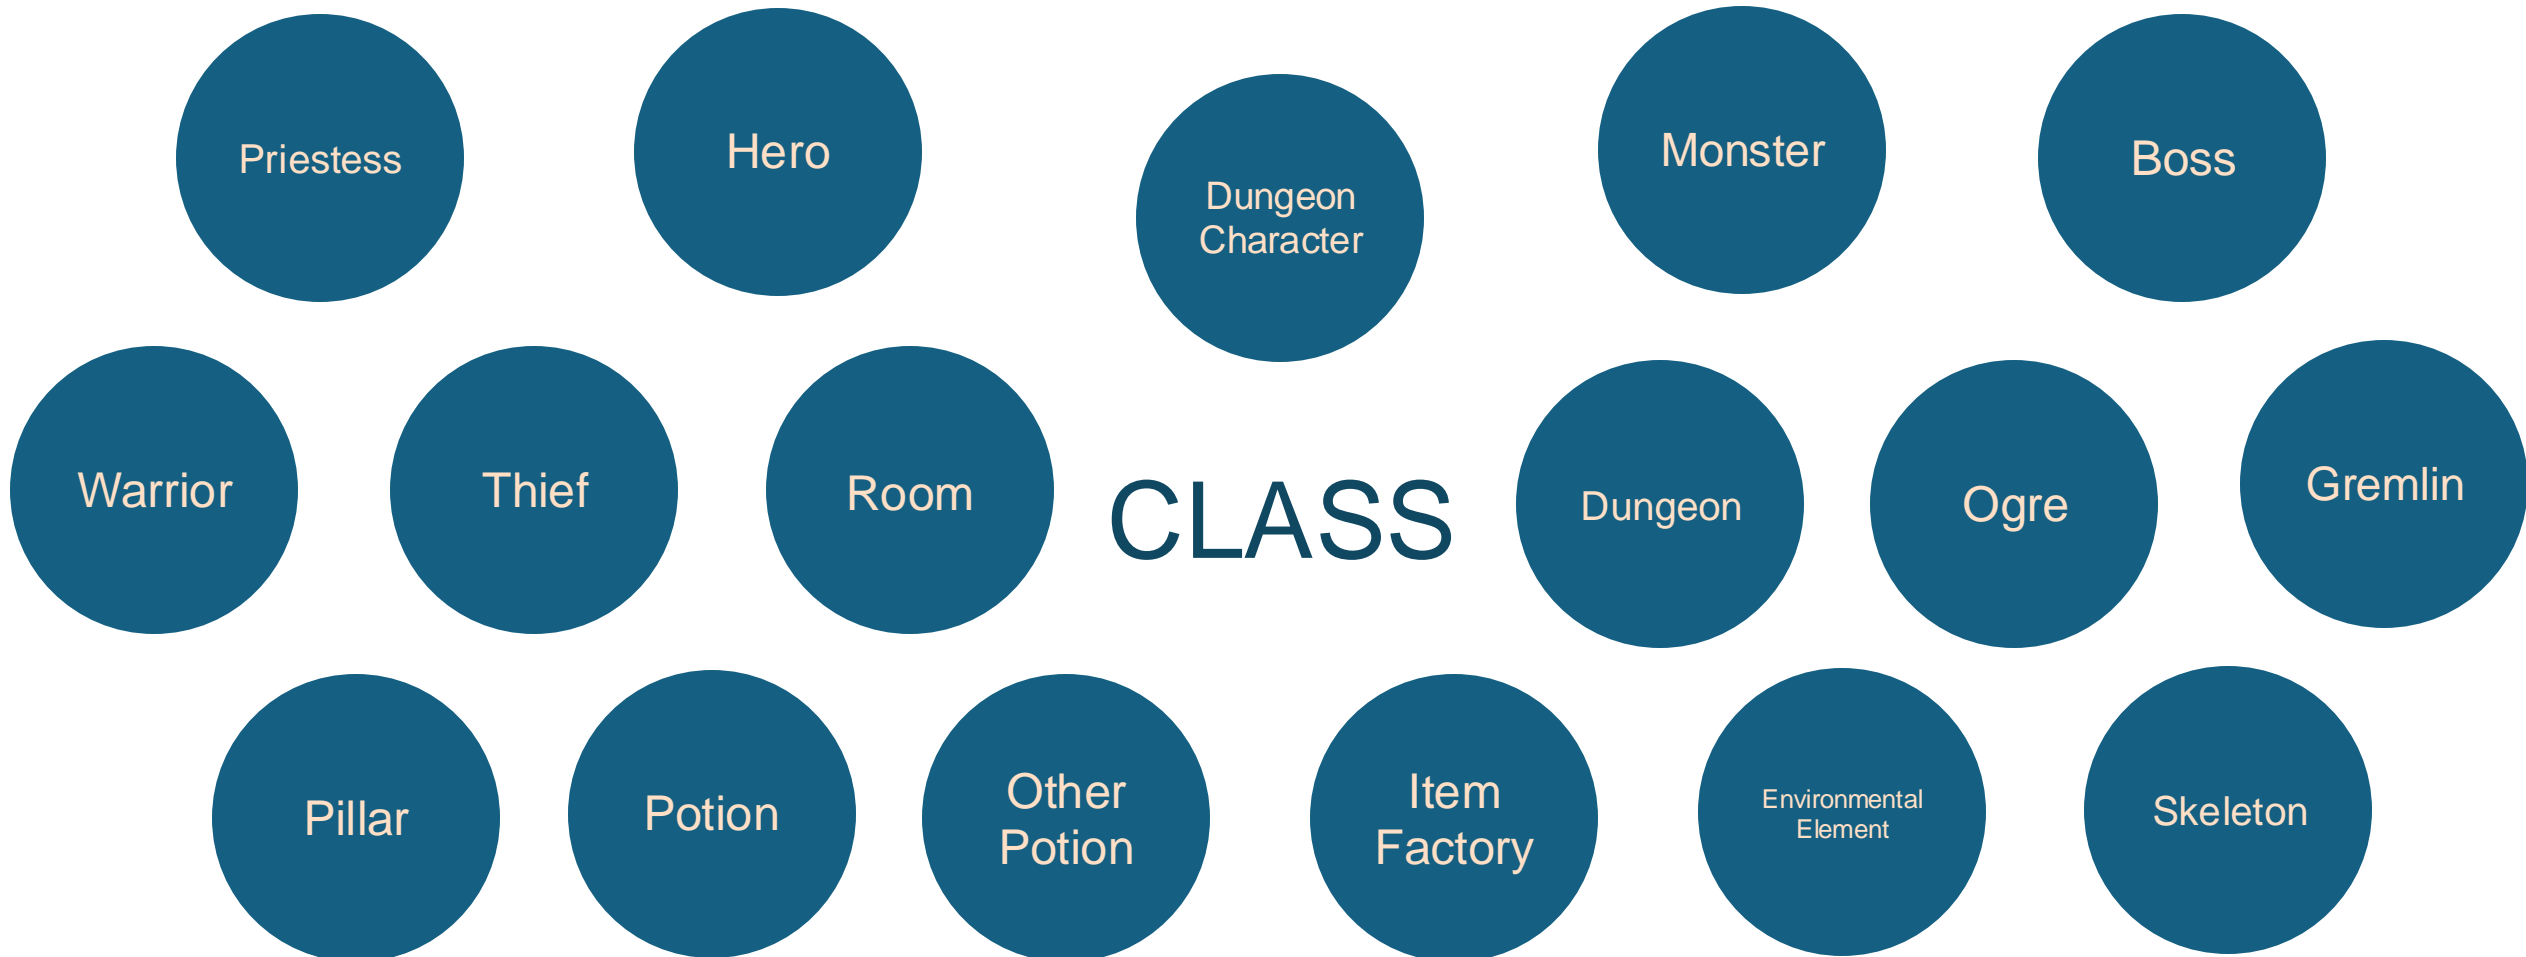 Priestess
Hero
Dungeon
Character
Monster
Boss
Warrior
Thief
Room
CLASS
Dungeon
Ogre
Gremlin
Pillar
Potion
Other
Potion
Item
Factory
Environmental
Element
Skeleton